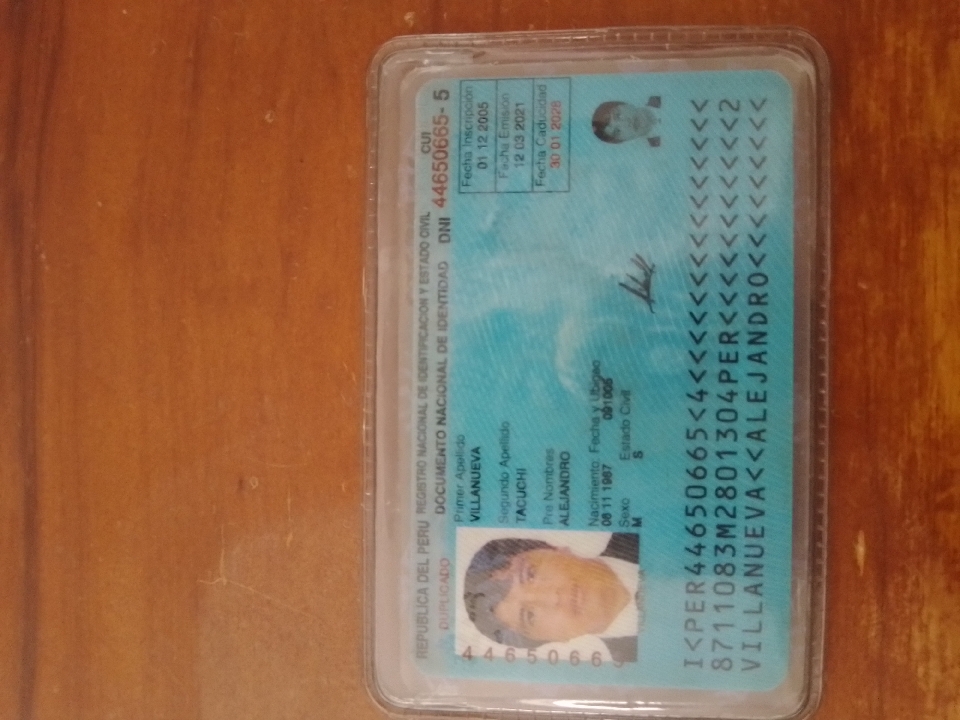 REPUBLICA DEL PERU REGISTRO NACIONAL DE IDENTIFICACION Y ESTADO CIVIL CUI
DUPLICADO DOCUMENTO NACIONAL DE IDENTIDAD DNI 44650665- 5
Primer Apellido
VILLANUEVA
Segundo Apellido
TACUCHI
Pre Nombres
ALEJANDRO
Nacimiento: Fecha y Ubigeo
08 11 1987 091005
Sexo Estado Civil
M S
Fecha Inscripción
01 12 2005
Fecha Emisión
12 03 2021
Fecha Caducidad
30 01 2028
4465066
I<PER44650665<4<<<<<<<<<<<<<<<
8711083M2801304PER<<<<<<<<<<<2
VILLANUEVA<<ALEJANDRO<<<<<<<<<